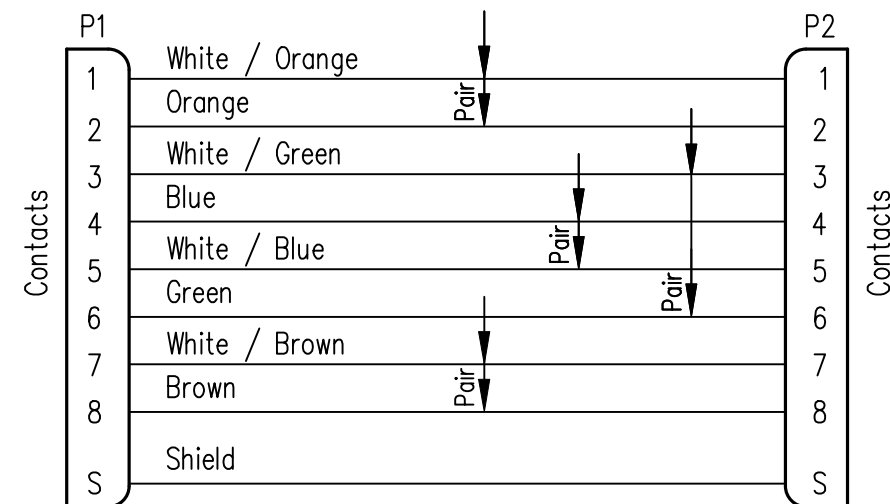 P1 P2
White / Orange
1 1
Orange Pair
2 2
White / Green
3 3
Blue
4 4
Contacts White / Blue Pair Contacts
5 5
Green Pair
6 6
White / Brown
7 7
Brown Pair
8 8
Shield
S S